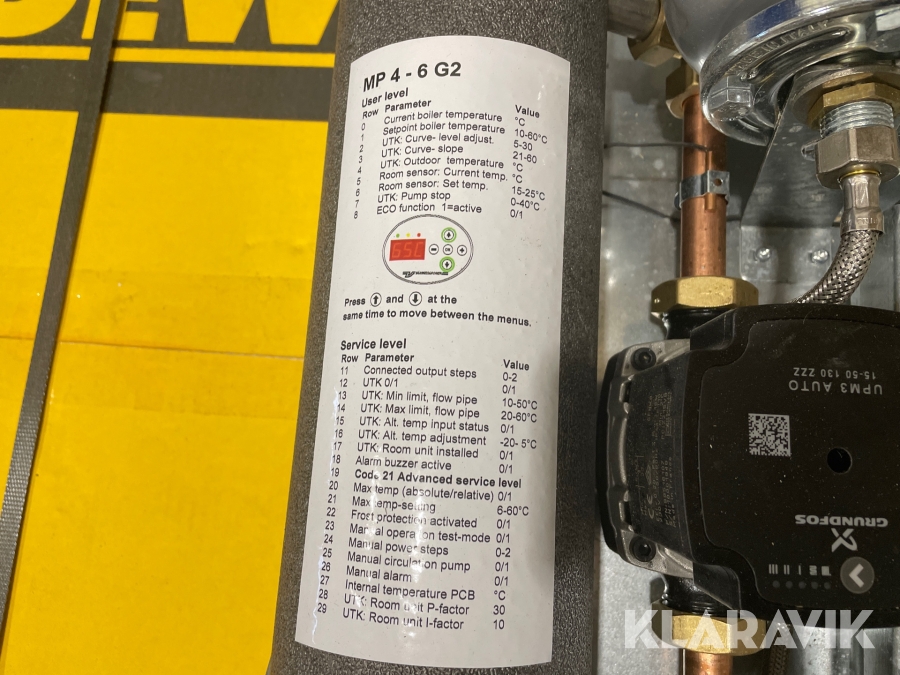 MP 4 - 6 G2
User level
Row Parameter Value
0 Current boiler temperature °C
1 Setpoint boiler temperature 10-60°C
2 UTK: Curve- level adjust. 5-30
3 UTK: Curve- slope 21-60
4 UTK: Outdoor temperature °C
5 Room sensor: Current temp. °C
6 Room sensor: Set temp. 15-25°C
7 UTK: Pump stop 0-40°C
8 ECO function 1=active 0/1
Press ↑ and ↓ at the
same time to move between the menus.
Service level
Row Parameter Value
11 Connected output steps 0-2
12 UTK 0/1 0/1
13 UTK: Min limit, flow pipe 10-50°C
14 UTK: Max limit, flow pipe 20-60°C
15 UTK: Alt. temp input status 0/1
16 UTK: Alt. temp adjustment -20- 5°C
17 UTK: Room unit installed 0/1
18 Alarm buzzer active 0/1
19 Code 21 Advanced service level
20 Max temp (absolute/relative) 0/1
21 Max temp-setting 6-60°C
22 Frost protection activated 0/1
23 Manual operation test-mode 0/1
24 Manual power steps 0-2
25 Manual circulation pump 0/1
26 Manual alarm 0/1
27 Internal temperature PCB °C
28 UTK: Room unit P-factor 30
29 UTK: Room unit I-factor 10
UPM3 AUTO
15-50 130 ZZZ
GRUNDFOS
KLARAVIK